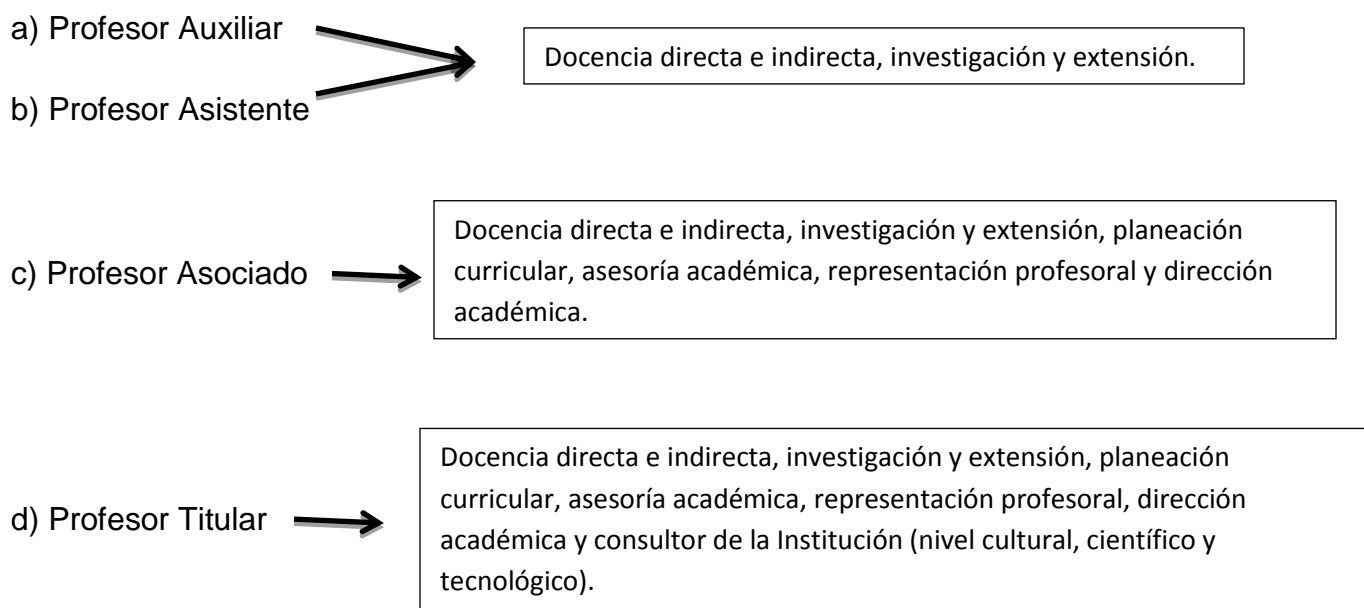 a) Profesor Auxiliar
Docencia directa e indirecta, investigación y extensión.
b) Profesor Asistente
c) Profesor Asociado
Docencia directa e indirecta, investigación y extensión, planeación
curricular, asesoría académica, representación profesoral y dirección
académica.
d) Profesor Titular
Docencia directa e indirecta, investigación y extensión, planeación
curricular, asesoría académica, representación profesoral, dirección
académica y consultor de la Institución (nivel cultural, científico y
tecnológico).